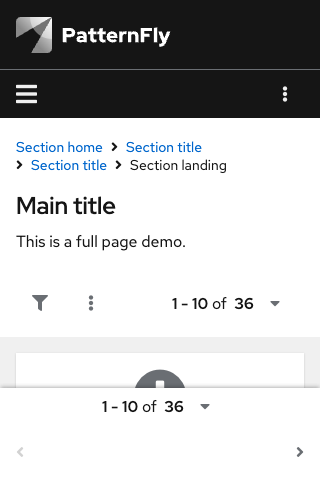 PatternFly
Section home Section title
Section title Section landing
Main title
This is a full page demo.
1 - 10 of 36
1 - 10 of 36